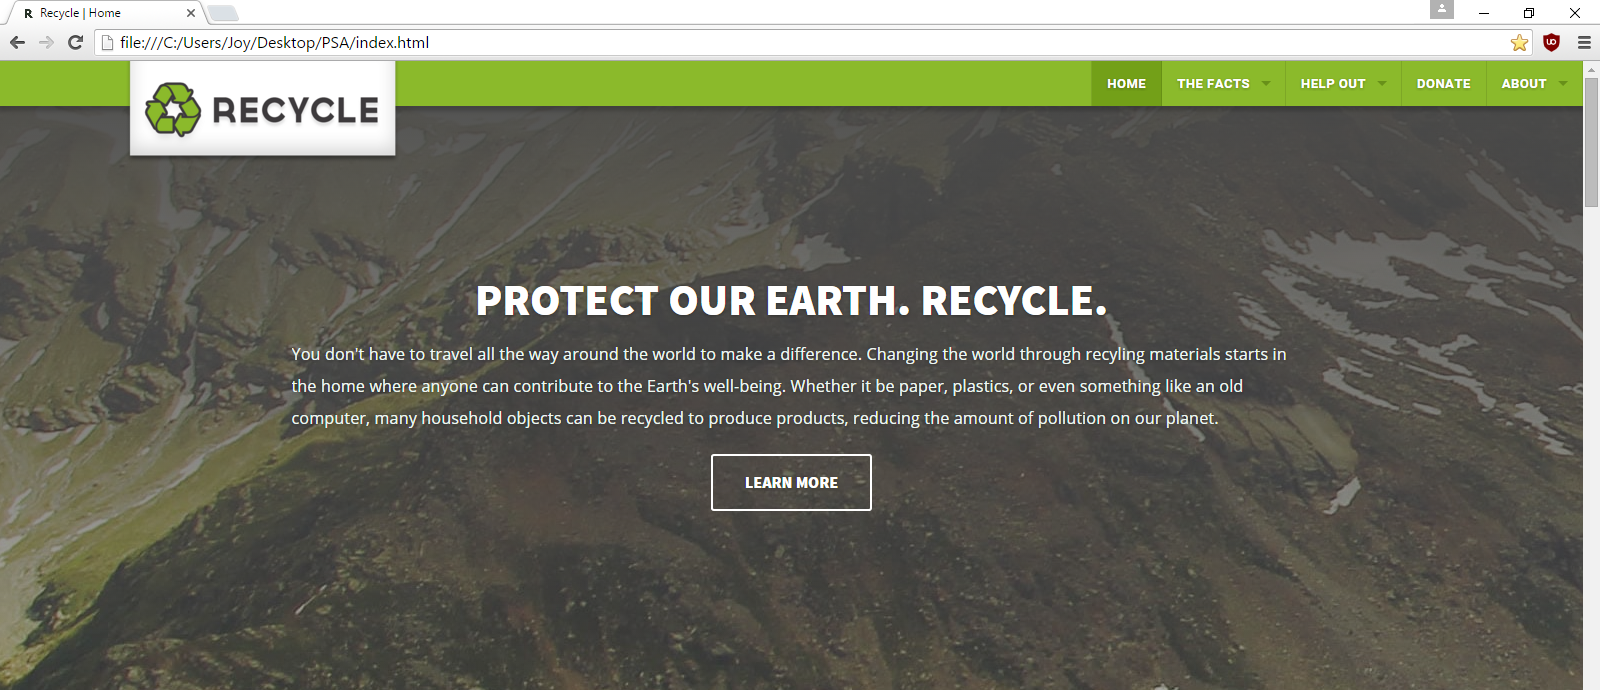 R Recycle | Home
file:///C:/Users/Joy/Desktop/PSA/index.html
UO
RECYCLE
HOME THE FACTS HELP OUT DONATE ABOUT
PROTECT OUR EARTH. RECYCLE.
You don't have to travel all the way around the world to make a difference. Changing the world through recyling materials starts in
the home where anyone can contribute to the Earth's well-being. Whether it be paper, plastics, or even something like an old
computer, many household objects can be recycled to produce products, reducing the amount of pollution on our planet.
LEARN MORE